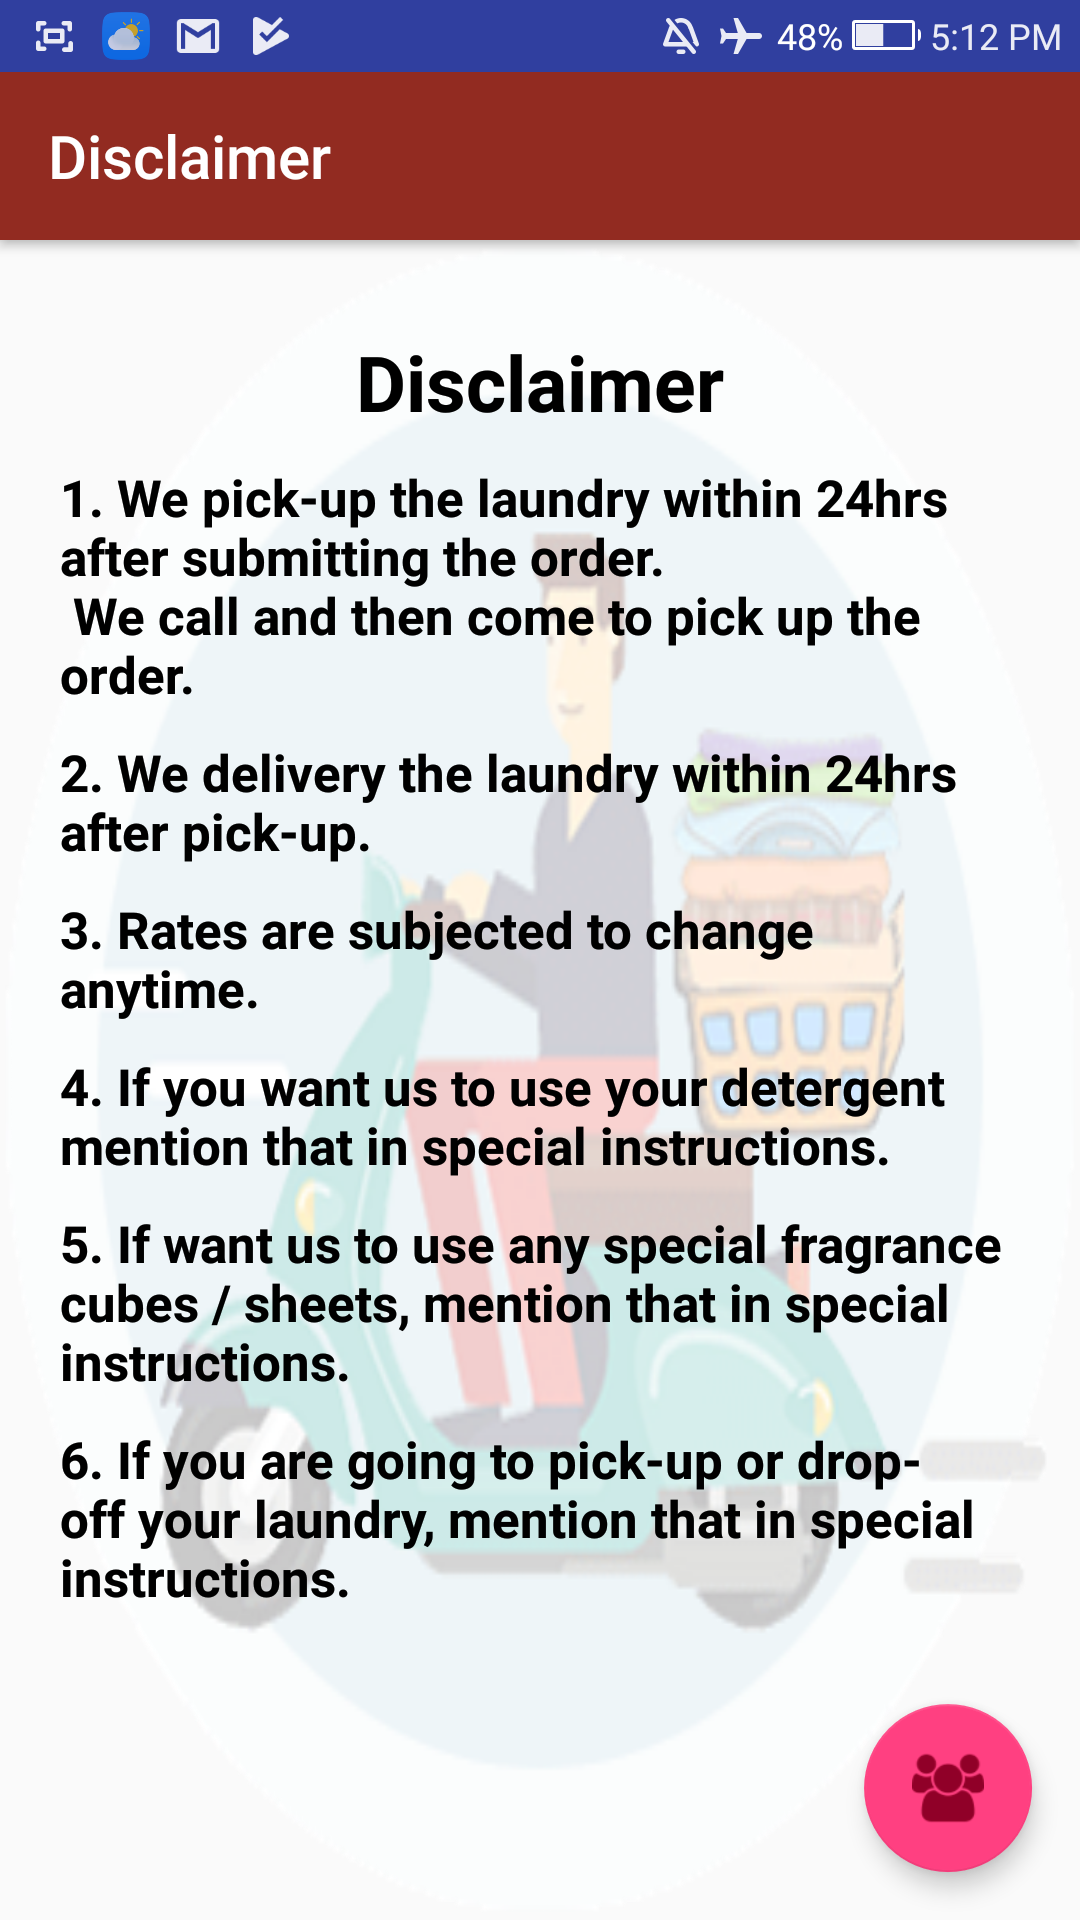 48% 5:12 PM
Disclaimer
Disclaimer
1. We pick-up the laundry within 24hrs
after submitting the order.
We call and then come to pick up the
order.
2. We delivery the laundry within 24hrs
after pick-up.
3. Rates are subjected to change
anytime.
4. If you want us to use your detergent
mention that in special instructions.
5. If want us to use any special fragrance
cubes / sheets, mention that in special
instructions.
6. If you are going to pick-up or drop-
off your laundry, mention that in special
instructions.